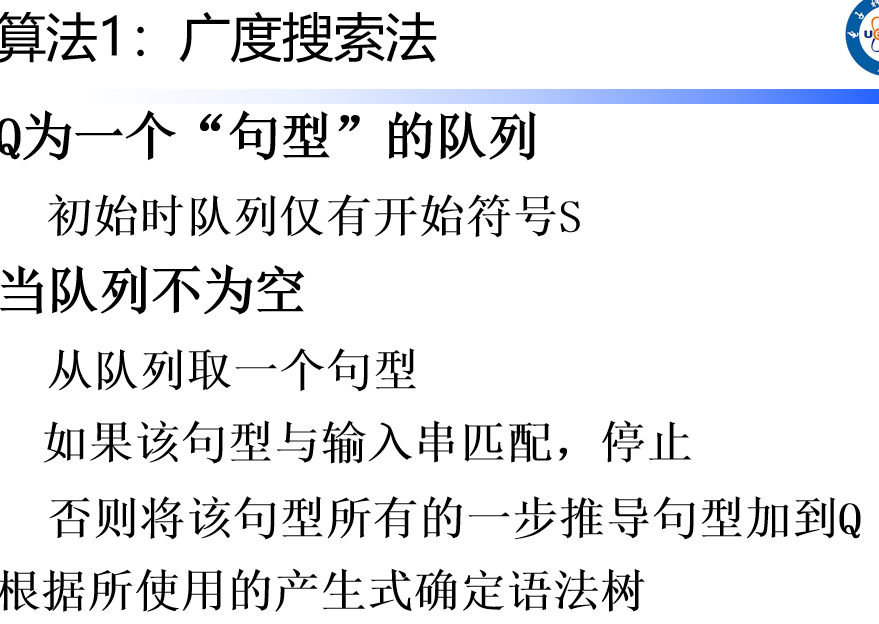 算法1：广度搜索法
Q为一个“句型”的队列
初始时队列仅有开始符号S
当队列不为空
从队列取一个句型
如果该句型与输入串匹配，停止
否则将该句型所有的一步推导句型加到Q
根据所使用的产生式确定语法树